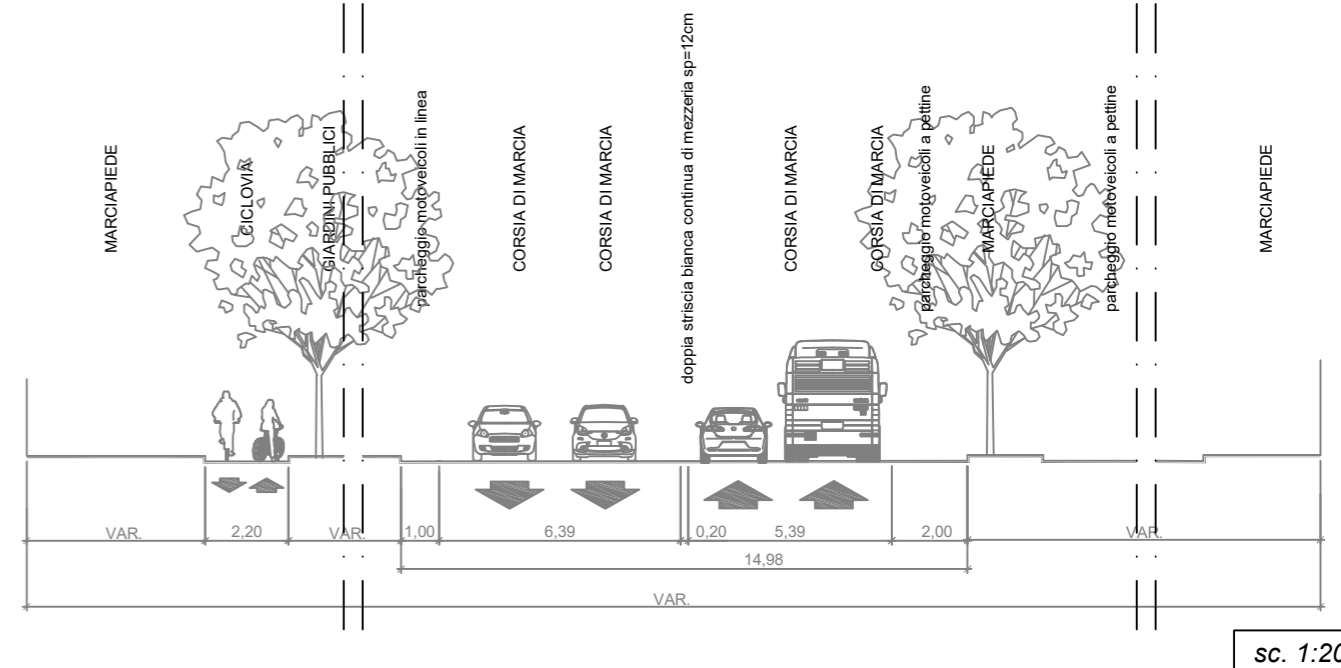 MARCIAPIEDE
CICLOVIA
GIARDINI PUBBLICI
parcheggio motoveicoli in linea
CORSIA DI MARCIA
CORSIA DI MARCIA
doppia striscia bianca continua di mezzeria sp=12cm
CORSIA DI MARCIA
CORSIA DI MARCIA
parcheggio motoveicoli a pettine
MARCIAPIEDE
parcheggio motoveicoli a pettine
MARCIAPIEDE
VAR.
2,20
VAR.
1,00
6,39
0,20
5,39
2,00
VAR.
14,98
VAR.
sc. 1:20